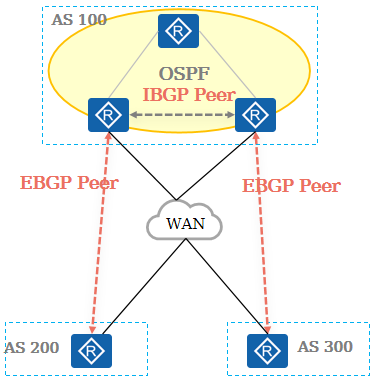 AS 100
R
OSPF
IBGP Peer
R
R
EBGP Peer
EBGP Peer
WAN
AS 200
R
R
AS 300